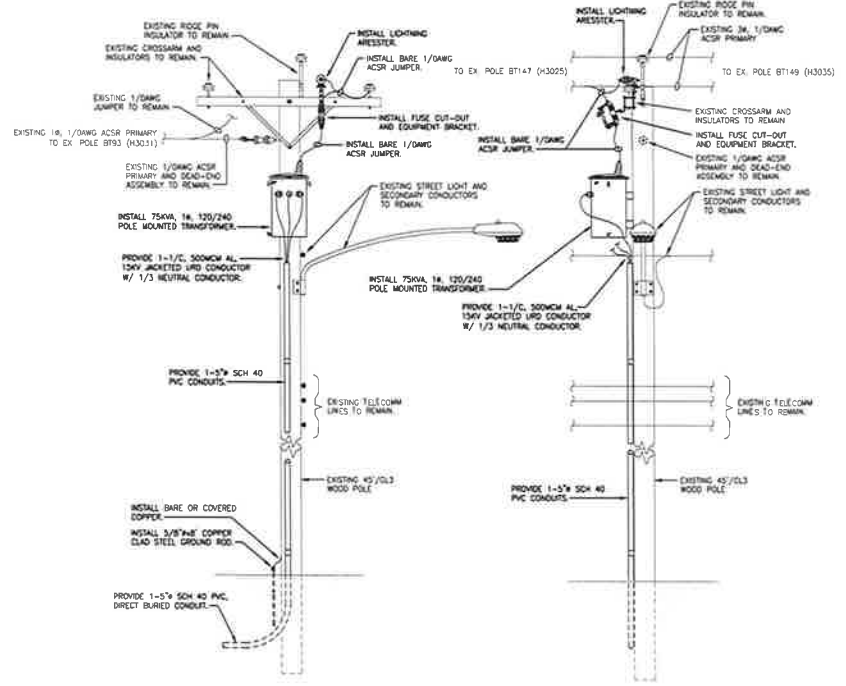 EXISTING RIDGE PIN
INSULATOR TO REMAIN.
EXISTING CROSSARM AND
INSULATORS TO REMAIN.
INSTALL LIGHTNING
ARESSTER.
INSTALL BARE 1/0AWG
ACSR JUMPER.
EXISTING 1/0AWG
JUMPER TO REMAIN.
EXISTING 1Ø, 1/0AWG ACSR PRIMARY
TO EX POLE BT93 (H3031)
INSTALL FUSE CUT-OUT
AND EQUIPMENT BRACKET.
INSTALL BARE 1/0AWG
ACSR JUMPER.
EXISTING 1/0AWG ACSR
PRIMARY AND DEAD-END
ASSEMBLY TO REMAIN.
EXISTING STREET LIGHT AND
SECONDARY CONDUCTORS
TO REMAIN.
INSTALL 75KVA, 1Ø, 120/240
POLE MOUNTED TRANSFORMER.
PROVIDE 1-1/C, 500MCM AL,
15KV JACKETED URD CONDUCTOR
W/ 1/3 NEUTRAL CONDUCTOR.
PROVIDE 1-5"Ø SCH 40
PVC CONDUITS.
EXISTING TELECOMM
LINES TO REMAIN.
EXISTING 45'/CL3
WOOD POLE
INSTALL BARE OR COVERED
COPPER.
INSTALL 5/8"x8' COPPER
CLAD STEEL GROUND ROD.
PROVIDE 1-5"Ø SCH 40 PVC,
DIRECT BURIED CONDUIT.
INSTALL LIGHTNING
ARESSTER.
EXISTING RIDGE PIN
INSULATOR TO REMAIN.
EXISTING 3Ø, 1/0AWG
ACSR PRIMARY
TO EX. POLE BT147 (H3025)
TO EX. POLE BT149 (H3035)
EXISTING CROSSARM AND
INSULATORS TO REMAIN
INSTALL FUSE CUT-OUT
AND EQUIPMENT BRACKET.
INSTALL BARE 1/0AWG
ACSR JUMPER.
EXISTING 1/0AWG ACSR
PRIMARY AND DEAD-END
ASSEMBLY TO REMAIN.
EXISTING STREET LIGHT AND
SECONDARY CONDUCTORS
TO REMAIN.
INSTALL 75KVA, 1Ø, 120/240
POLE MOUNTED TRANSFORMER.
PROVIDE 1-1/C, 500MCM AL,
15KV JACKETED URD CONDUCTOR
W/ 1/3 NEUTRAL CONDUCTOR
EXISTING TELECOMM
LINES TO REMAIN.
PROVIDE 1-5"Ø SCH 40
PVC CONDUITS.
EXISTING 45'/CL3
WOOD POLE